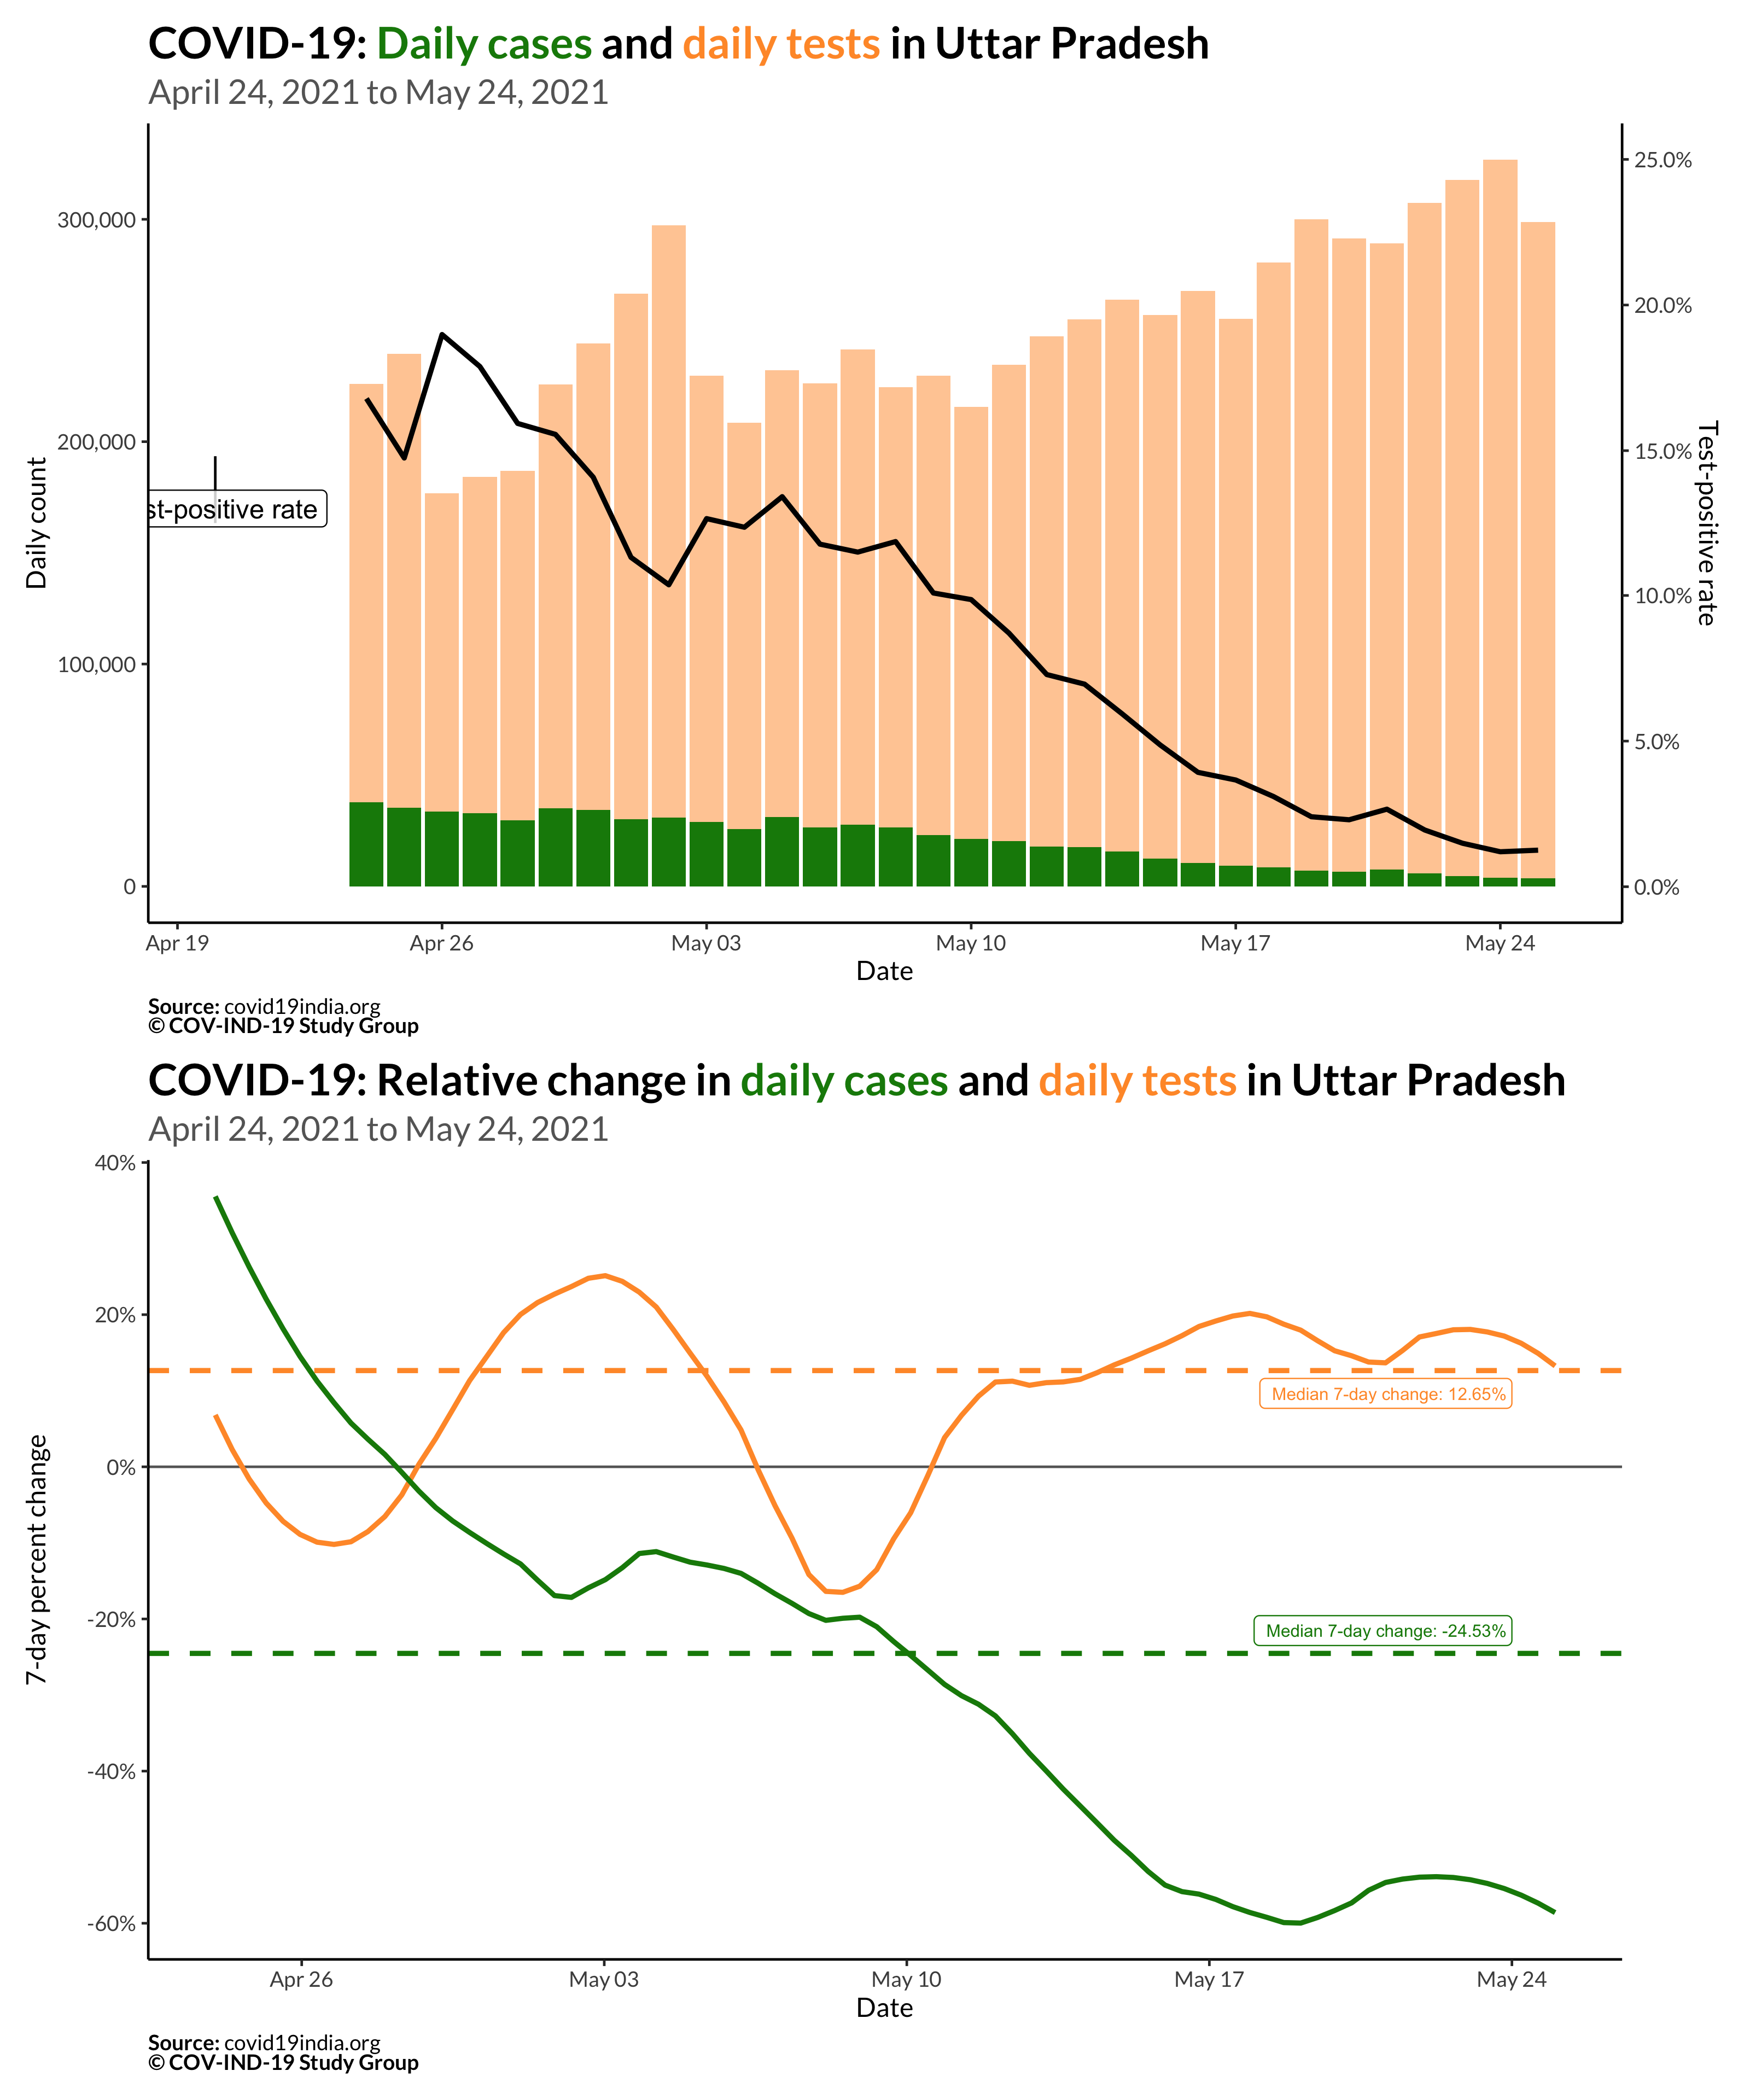 COVID-19: Daily cases and daily tests in Uttar Pradesh
April 24, 2021 to May 24, 2021
Daily count
300,000
200,000
100,000
0
st-positive rate
25.0%
20.0%
15.0%
10.0%
5.0%
0.0%
Test-positive rate
Apr 19
Apr 26
May 03
May 10
May 17
May 24
Date
Source: covid19india.org
© COV-IND-19 Study Group
COVID-19: Relative change in daily cases and daily tests in Uttar Pradesh
April 24, 2021 to May 24, 2021
7-day percent change
40%
20%
0%
-20%
-40%
-60%
Median 7-day change: 12.65%
Median 7-day change: -24.53%
Apr 26
May 03
May 10
May 17
May 24
Date
Source: covid19india.org
© COV-IND-19 Study Group